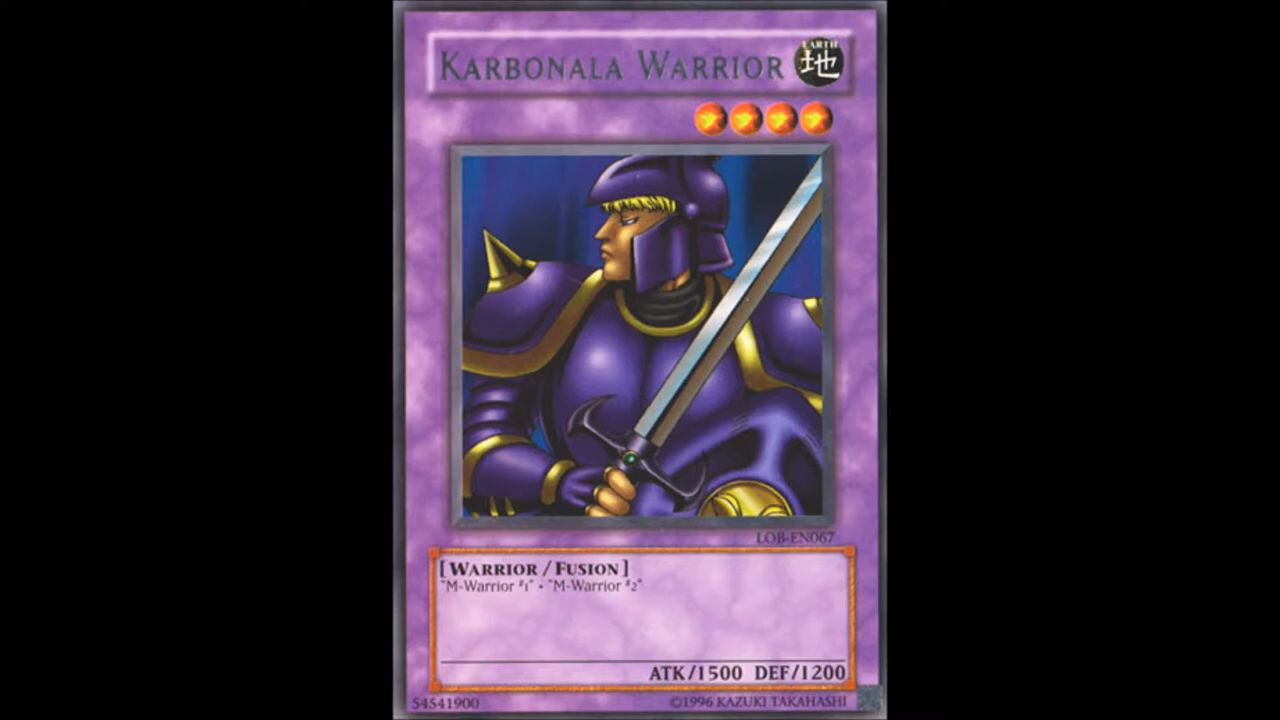 KARBONALA WARRIOR
EARTH
地
LOB-EN067
[WARRIOR / FUSION]
"M-Warrior #1" + "M-Warrior #2"
ATK/1500 DEF/1200
54541900
©1996 KAZUKI TAKAHASHI